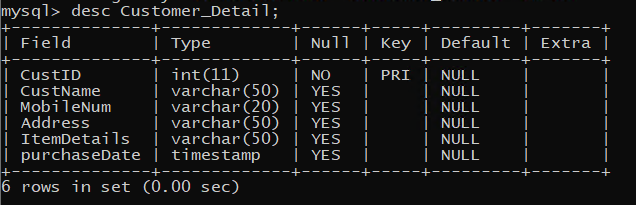 mysql> desc Customer_Detail;
+--------------+-------------+------+-----+---------+-------+
| Field        | Type        | Null | Key | Default | Extra |
+--------------+-------------+------+-----+---------+-------+
| CustID       | int(11)     | NO   | PRI | NULL    |       |
| CustName     | varchar(50) | YES  |     | NULL    |       |
| MobileNum    | varchar(20) | YES  |     | NULL    |       |
| Address      | varchar(50) | YES  |     | NULL    |       |
| ItemDetails  | varchar(50) | YES  |     | NULL    |       |
| purchaseDate | timestamp   | YES  |     | NULL    |       |
+--------------+-------------+------+-----+---------+-------+
6 rows in set (0.00 sec)